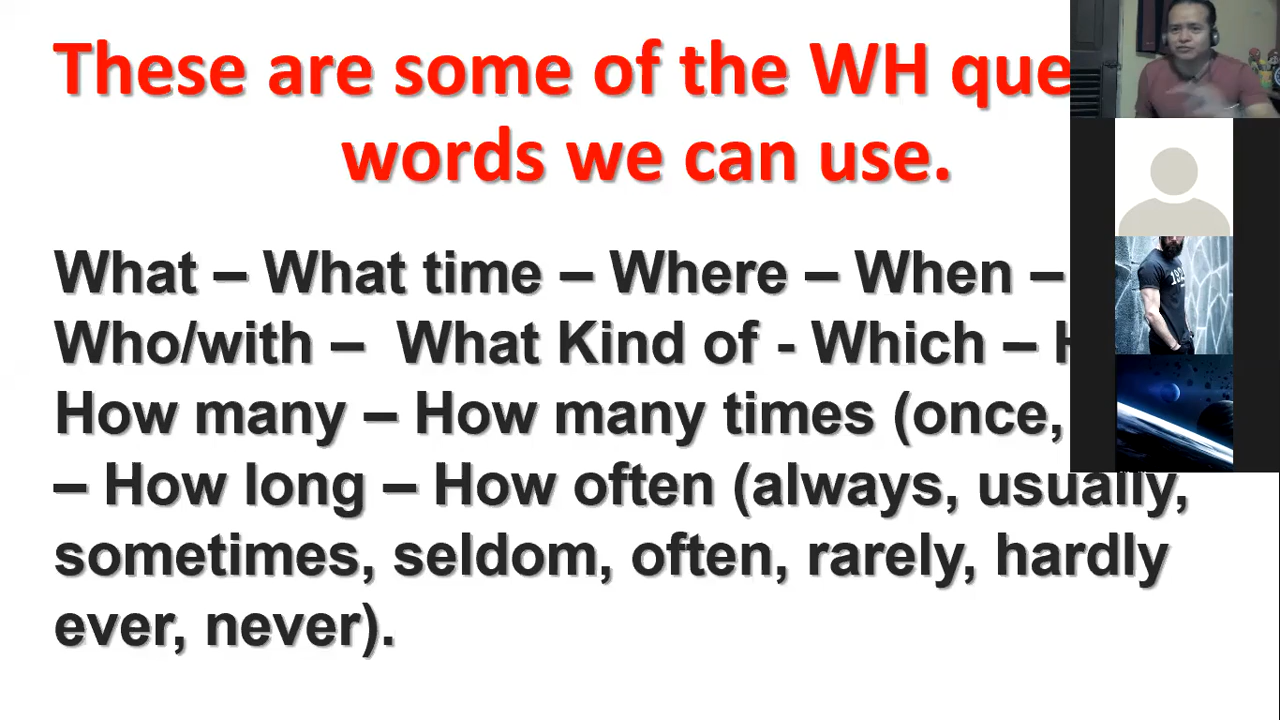 These are some of the WH
words we can use.
What – What time – Where – When –
Who/with – What Kind of - Which –
How many – How many times (once,
– How long – How often (always, usually,
sometimes, seldom, often, rarely, hardly
ever, never).